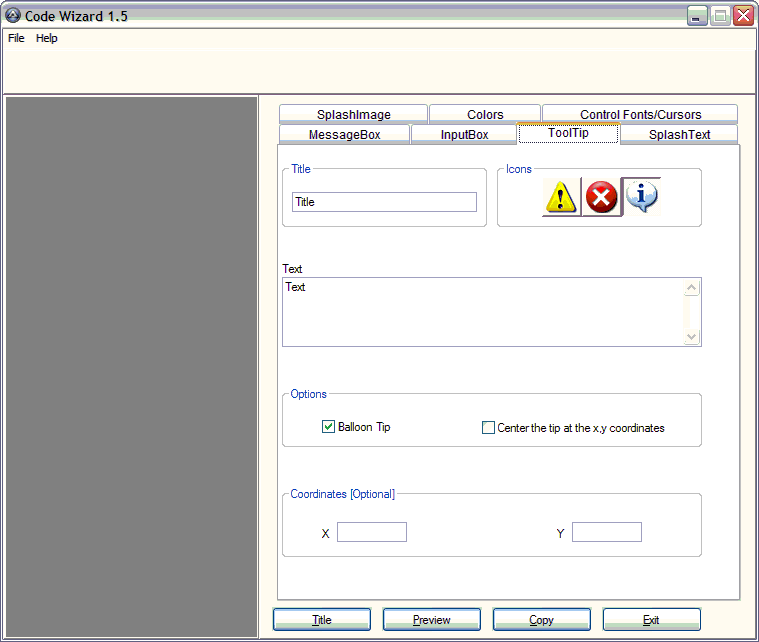 Code Wizard 1.5
File Help
SplashImage Colors Control Fonts/Cursors
MessageBox InputBox ToolTip SplashText
Title Icons
Title
Text
Text
Options
Balloon Tip Center the tip at the x,y coordinates
Coordinates [Optional]
X Y
Title Preview Copy Exit